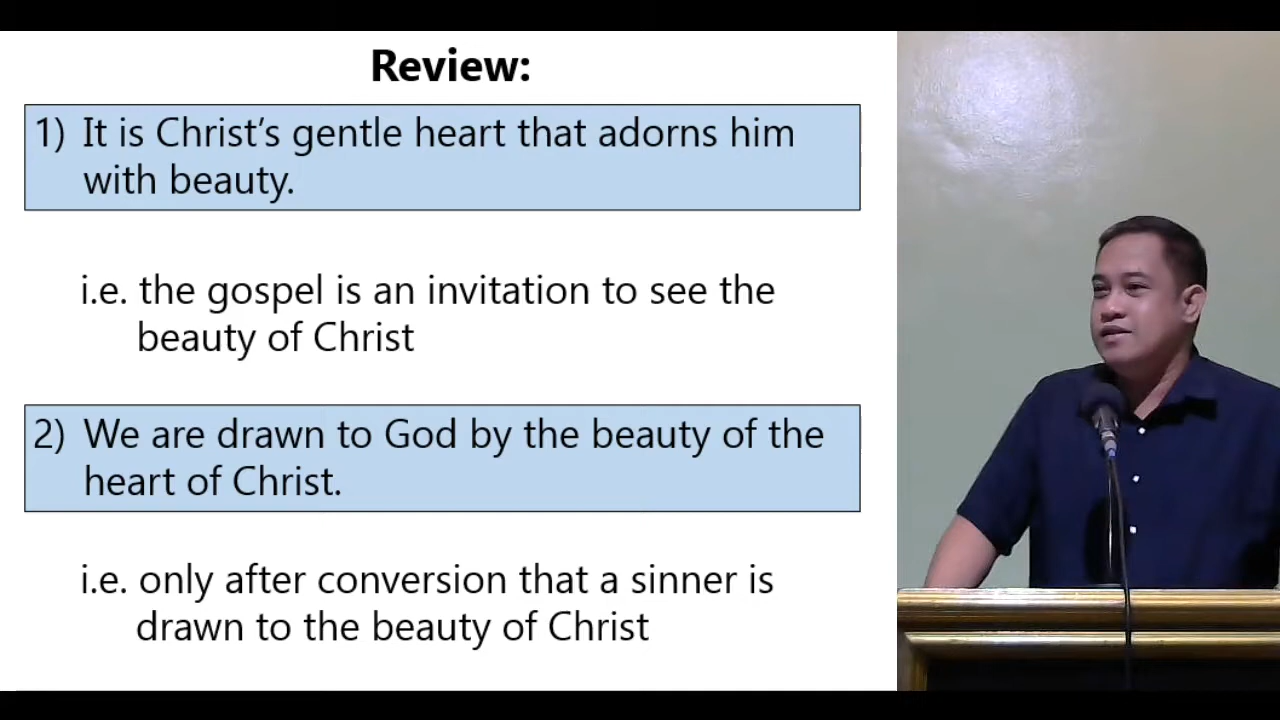 Review:
1) It is Christ’s gentle heart that adorns him
with beauty.
i.e. the gospel is an invitation to see the
beauty of Christ
2) We are drawn to God by the beauty of the
heart of Christ.
i.e. only after conversion that a sinner is
drawn to the beauty of Christ